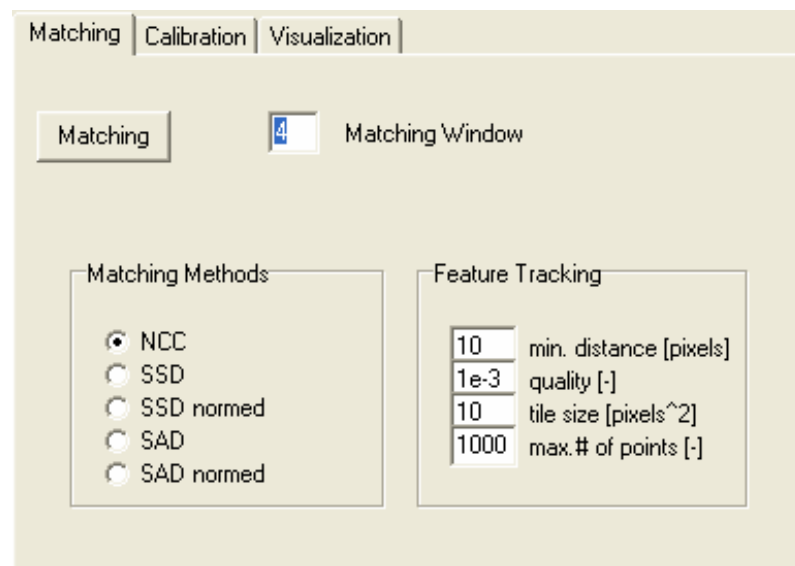 Matching Calibration Visualization
Matching 4 Matching Window
Matching Methods
NCC
SSD
SSD normed
SAD
SAD normed
Feature Tracking
10 min. distance [pixels]
1e-3 quality [-]
10 tile size [pixels^2]
1000 max.# of points [-]